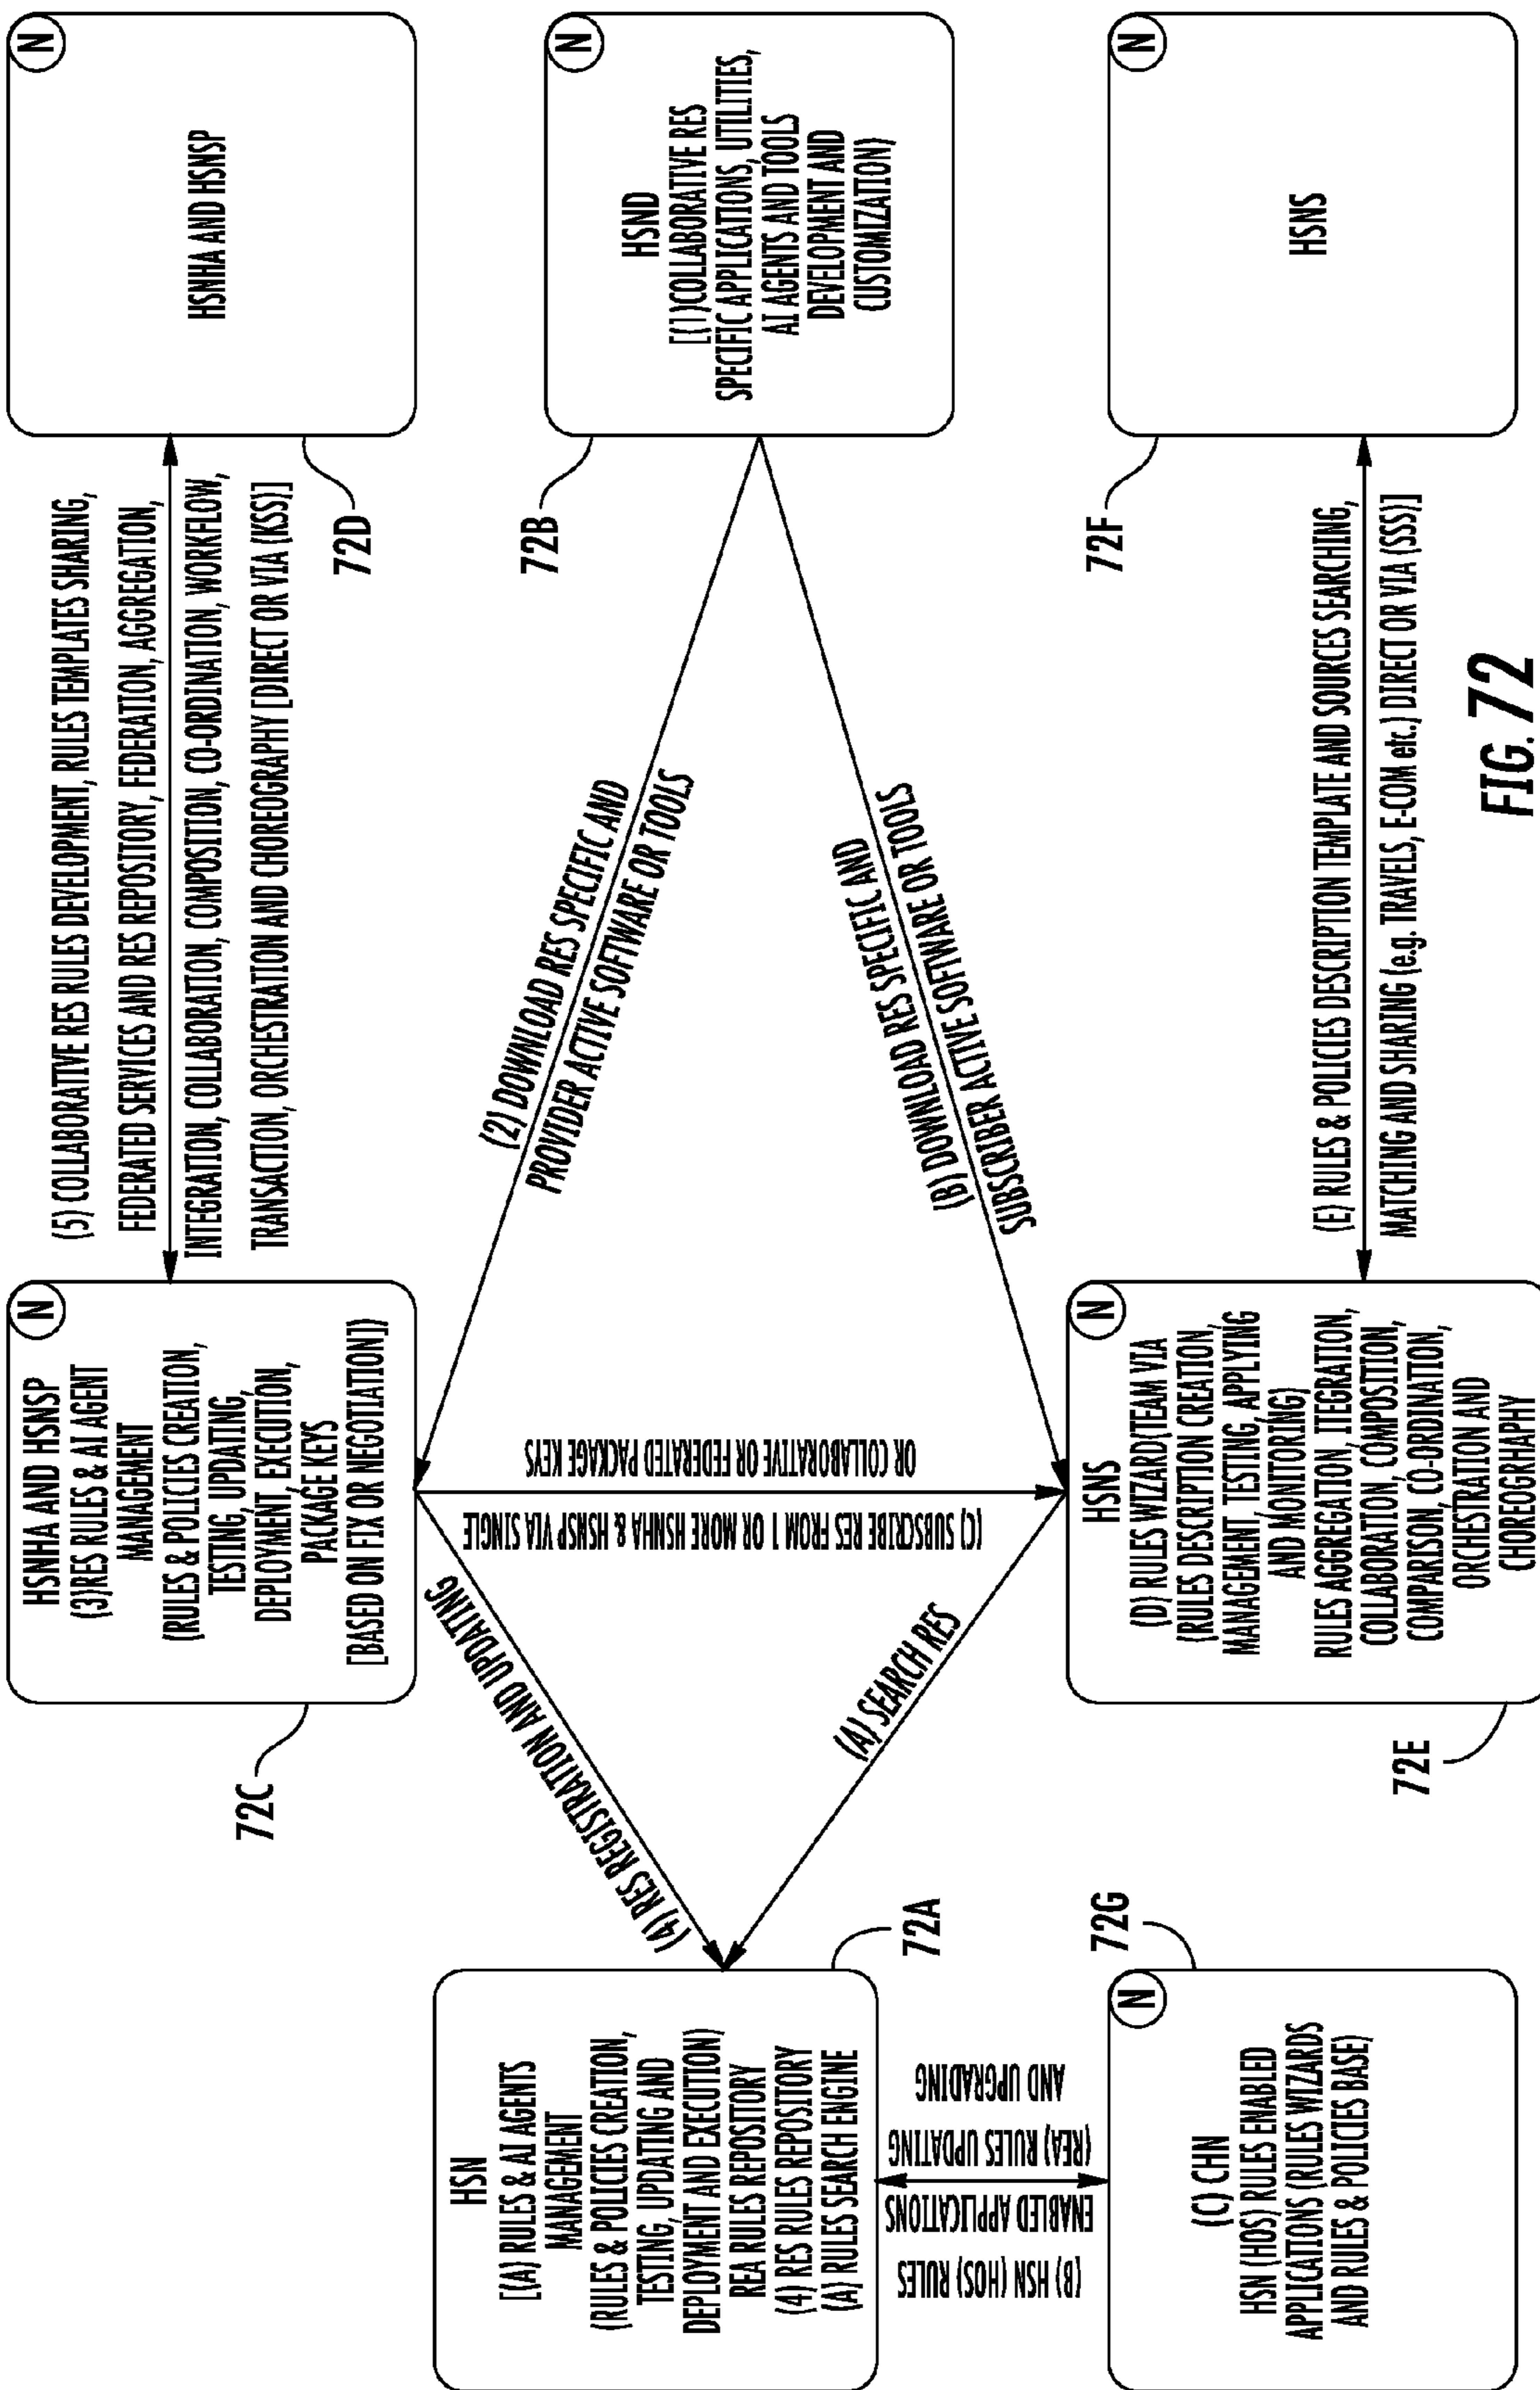 HSN
[(A) RULES & AI AGENTS
MANAGEMENT
(RULES & POLICIES CREATION,
TESTING, UPDATING AND
DEPLOYMENT AND EXECUTION)
REA RULES REPOSITORY
(4) RES RULES REPOSITORY
(A) RULES SEARCH ENGINE
72A
(B) HSN (HOS) RULES
ENABLED APPLICATIONS
(REA) RULES UPDATING
AND UPGRADING
72G
N
(C) CHN
HSN (HOS) RULES ENABLED
APPLICATIONS (RULES WIZARDS
AND RULES & POLICIES BASE)
(4) RES REGISTRATION AND UPDATING
(A) SEARCH RES
72C
N
HSNHA AND HSNSP
(3)RES RULES & AI AGENT
MANAGEMENT
(RULES & POLICIES CREATION,
TESTING, UPDATING,
DEPLOYMENT, EXECUTION,
PACKAGE KEYS
[BASED ON FIX OR NEGOTIATION])
(C) SUBSCRIBE RES FROM 1 OR MORE HSNHA & HSNSP VIA SINGLE
OR COLLABORATIVE OR FEDERATED PACKAGE KEYS
N
HSNS
(D) RULES WIZARD(TEAM VIA
(RULES DESCRIPTION CREATION,
MANAGEMENT, TESTING, APPLYING
AND MONITORING)
RULES AGGREGATION, ITEGRATION,
COLLABORATION, COMPOSITION,
COMPARISON, CO-ORDINATION,
ORCHESTRATION AND
CHOREOGRAPHY
72E
(5) COLLABORATIVE RES RULES DEVELOPMENT, RULES TEMPLATES SHARING,
FEDERATED SERVICES AND RES REPOSITORY, FEDERATION, AGGREGATION,
INTEGRATION, COLLABORATION, COMPOSITION, CO-ORDINATION, WORKFLOW,
TRANSACTION, ORCHESTRATION AND CHOREOGRAPHY [DIRECT OR VIA (KSS)]
(2) DOWNLOAD RES SPECIFIC AND
PROVIDER ACTIVE SOFTWARE OR TOOLS
(B) DOWNLOAD RES SPECIFIC AND
SUBSCRIBER ACTIVE SOFTWARE OR TOOLS
(E) RULES & POLICIES DESCRIPTION TEMPLATE AND SOURCES SEARCHING,
MATCHING AND SHARING (e.g. TRAVELS, E-COM etc.) DIRECT OR VIA (SSS)]
72D
N
HSNHA AND HSNSP
72B
N
HSND
[(1)COLLABORATIVE RES
SPECIFIC APPLICATIONS, UTILITIES,
AI AGENTS AND TOOLS
DEVELOPMENT AND
CUSTOMIZATION)
72F
N
HSNS
FIG. 72